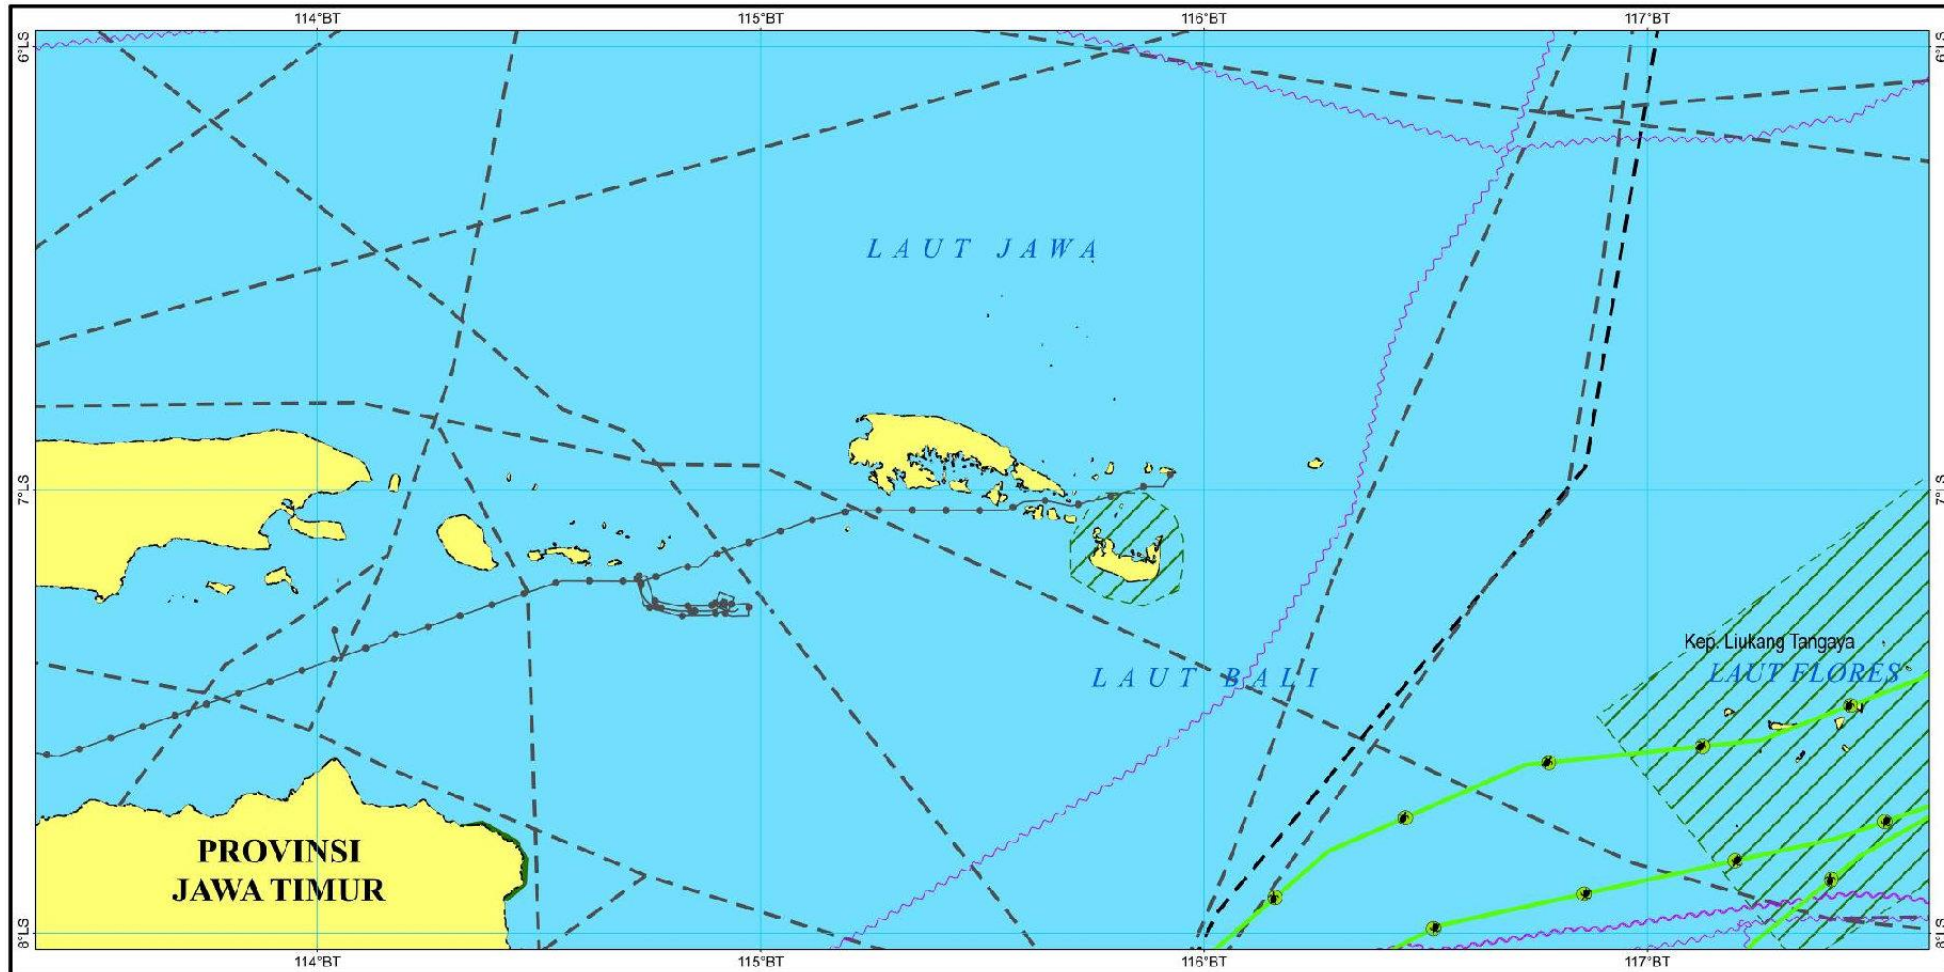 114°BT
115°BT
116°BT
117°BT
6°LS
6°LS
LAUT JAWA
7°LS
7°LS
Kep. Liukang Tangaya
LAUT BALI
LAUT FLORES
PROVINSI
JAWA TIMUR
8°LS
8°LS
114°BT
115°BT
116°BT
117°BT